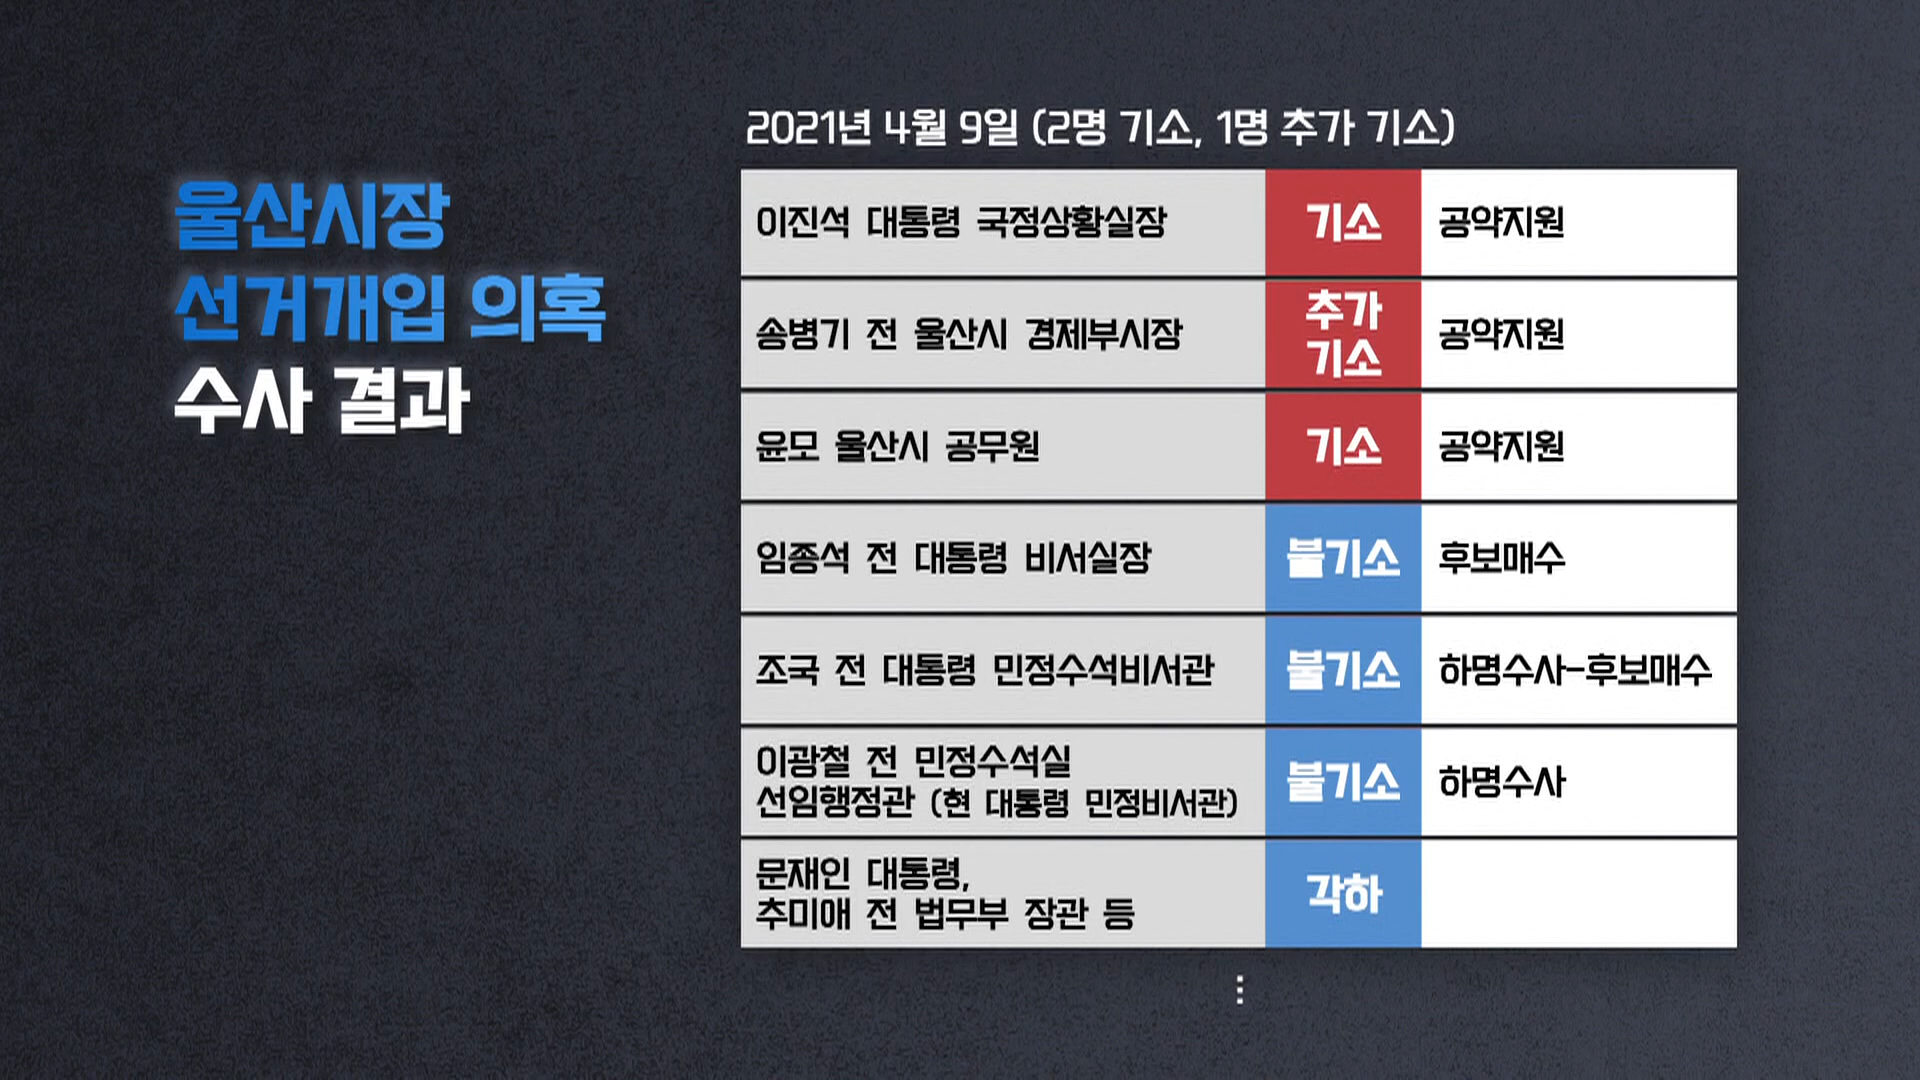 울산시장
선거개입 의혹
수사 결과
2021년 4월 9일 (2명 기소, 1명 추가 기소)
이진석 대통령 국정상황실장 기소 공약지원
송병기 전 울산시 경제부시장 추가 기소 공약지원
윤모 울산시 공무원 기소 공약지원
임종석 전 대통령 비서실장 불기소 후보매수
조국 전 대통령 민정수석비서관 불기소 하명수사-후보매수
이광철 전 민정수석실
선임행정관 (현 대통령 민정비서관) 불기소 하명수사
문재인 대통령,
추미애 전 법무부 장관 등 각하
⋮